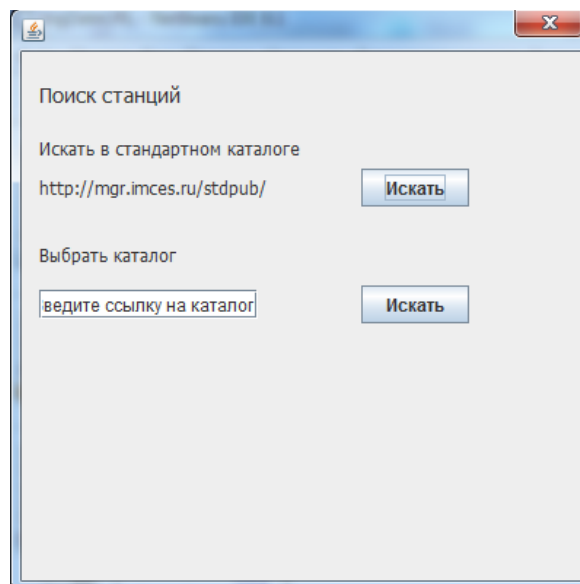 Поиск станций
Искать в стандартном каталоге
http://mgr.imces.ru/stdpub/ Искать
Выбрать каталог
ведите ссылку на каталог Искать